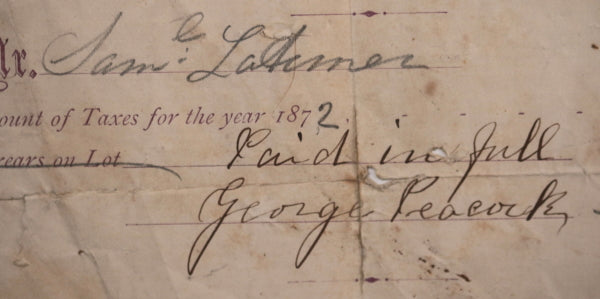 Mr. Saml. Latimer
ount of Taxes for the year 1872.
rears on Lot Paid in full
George Peacock